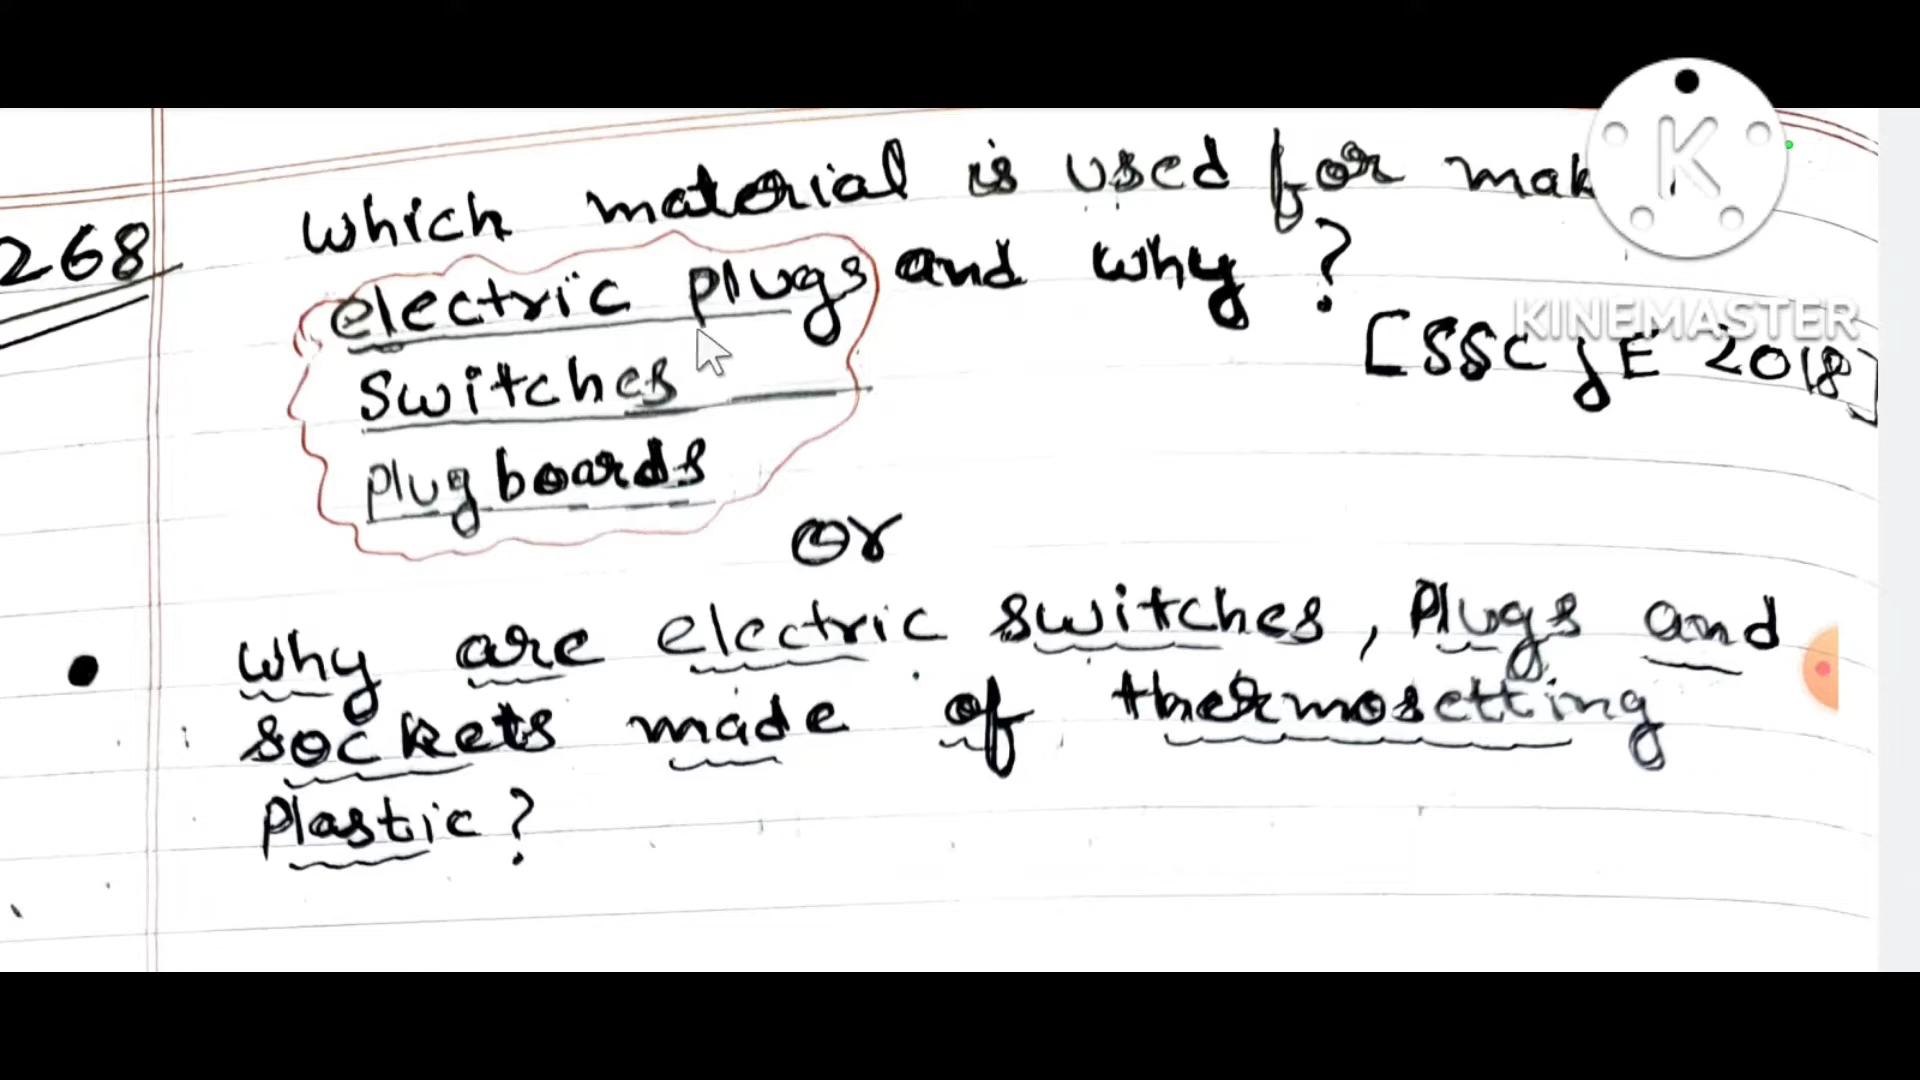 which material is used for mak
268
electric plugs and why ?
KINEMASTER
[SSC JE 2018]
switches
plug boards
or
• why are electric switches, plugs and
sockets made of thermosetting
plastic?
K